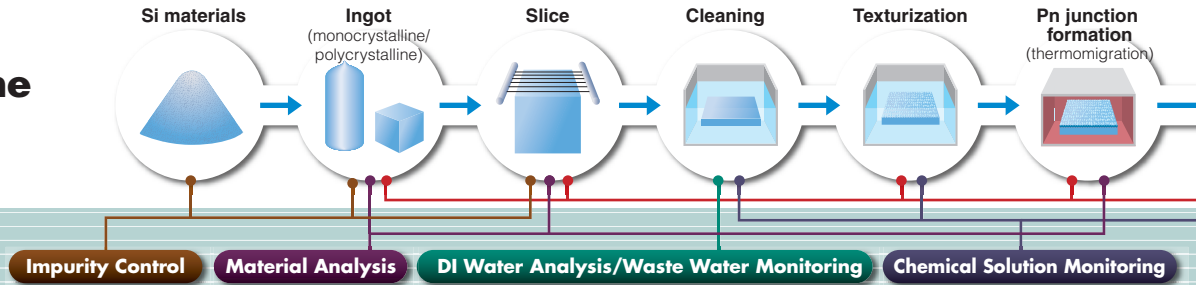 Si materials
Ingot
(monocrystalline/
polycrystalline)
Slice
Cleaning
Texturization
Pn junction
formation
(thermomigration)
Impurity Control
Material Analysis
DI Water Analysis/Waste Water Monitoring
Chemical Solution Monitoring